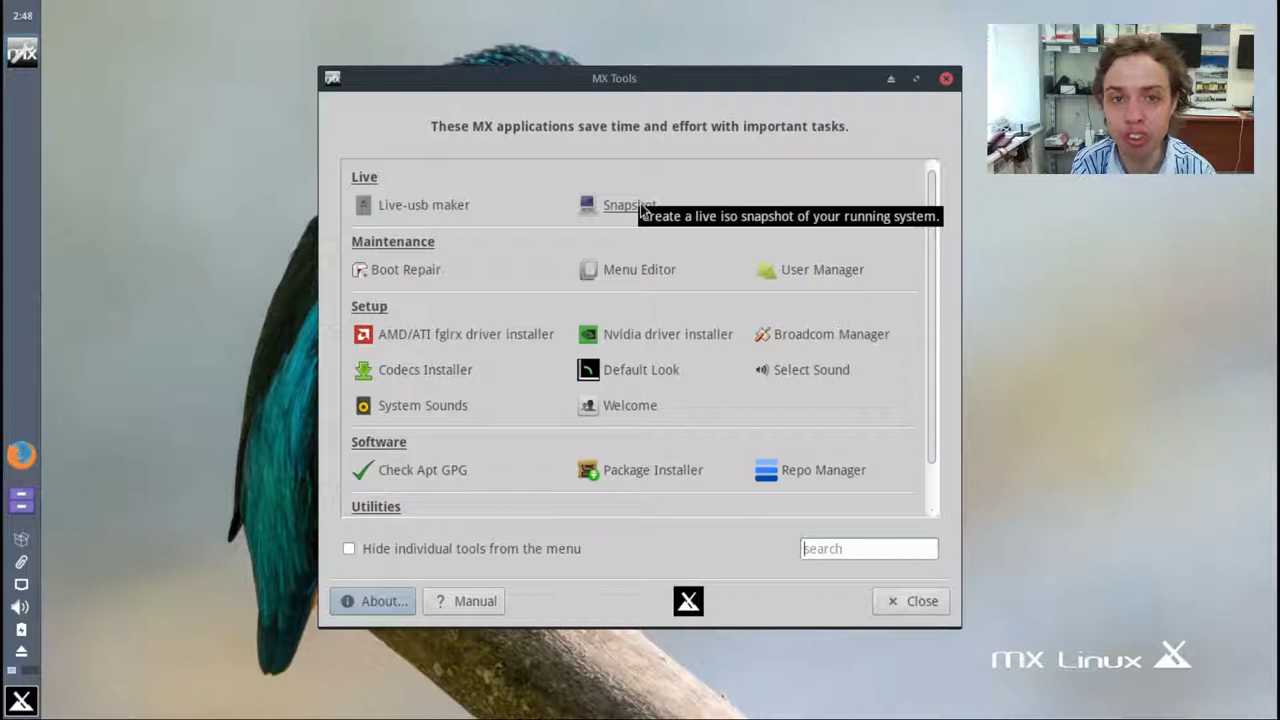 2:48
mx
MX Tools
These MX applications save time and effort with important tasks.
Live
Live-usb maker
Snapshot
Create a live iso snapshot of your running system.
Maintenance
Boot Repair
Menu Editor
User Manager
Setup
AMD/ATI fglrx driver installer
Nvidia driver installer
Broadcom Manager
Codecs Installer
Default Look
Select Sound
System Sounds
Welcome
Software
Check Apt GPG
Package Installer
Repo Manager
Utilities
Hide individual tools from the menu
search
About...
? Manual
Close
mx Linux